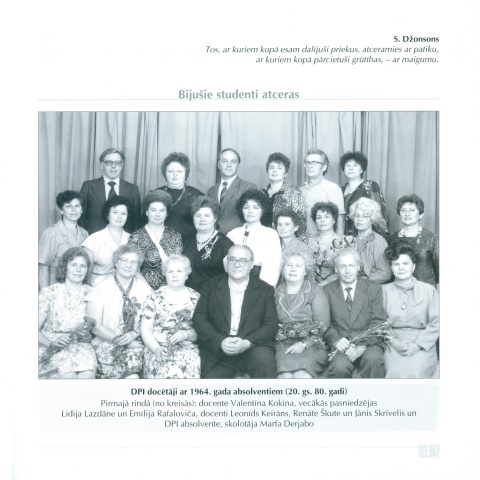 S. Džonsons
Tos, ar kuriem kopā esam dalījuši priekus, atceramies ar patiku,
ar kuriem kopā pārcietuši grūtības, – ar maigumu.
Bijušie studenti atceras
DPI docētāji ar 1964. gada absolventiem (20. gs. 80. gadi)
Pirmajā rindā (no kreisās): docente Valentīna Kokina, vecākās pasniedzējas
Lidija Lazdāne un Emīlija Rafaloviča, docenti Leonids Keirāns, Renāte Škute un Jānis Skrīvelis un
DPI absolvente, skolotāja Marfa Derjabo